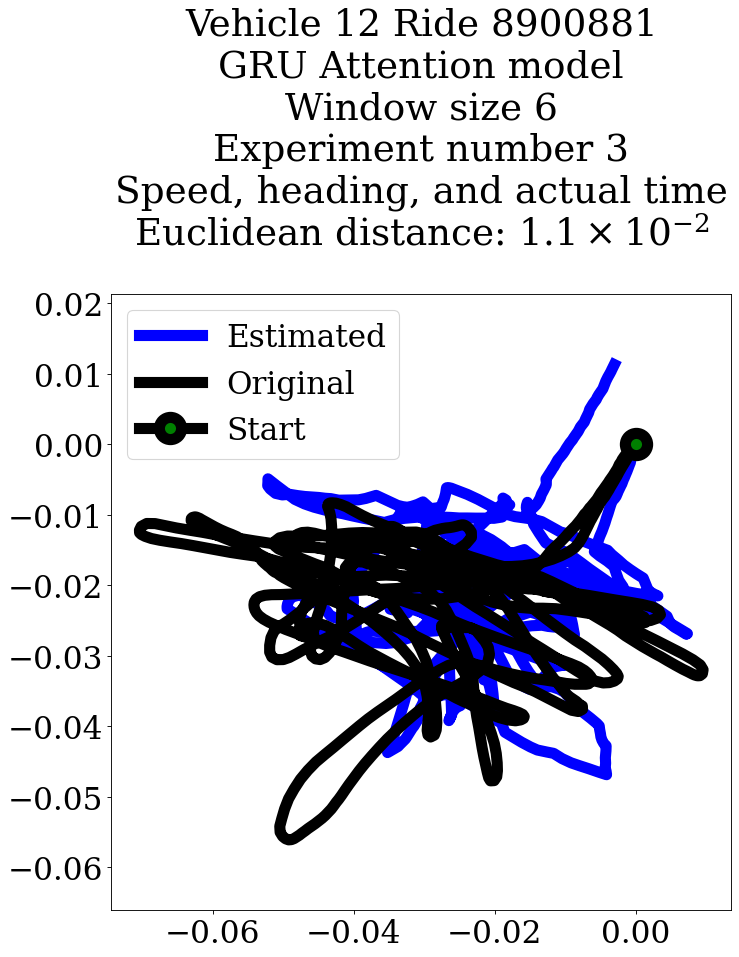 Vehicle 12 Ride 8900881
GRU Attention model
Window size 6
Experiment number 3
Speed, heading, and actual time
Euclidean distance: 1.1 × 10⁻²
Estimated
Original
Start
0.02
0.01
0.00
−0.01
−0.02
−0.03
−0.04
−0.05
−0.06
−0.06
−0.04
−0.02
0.00